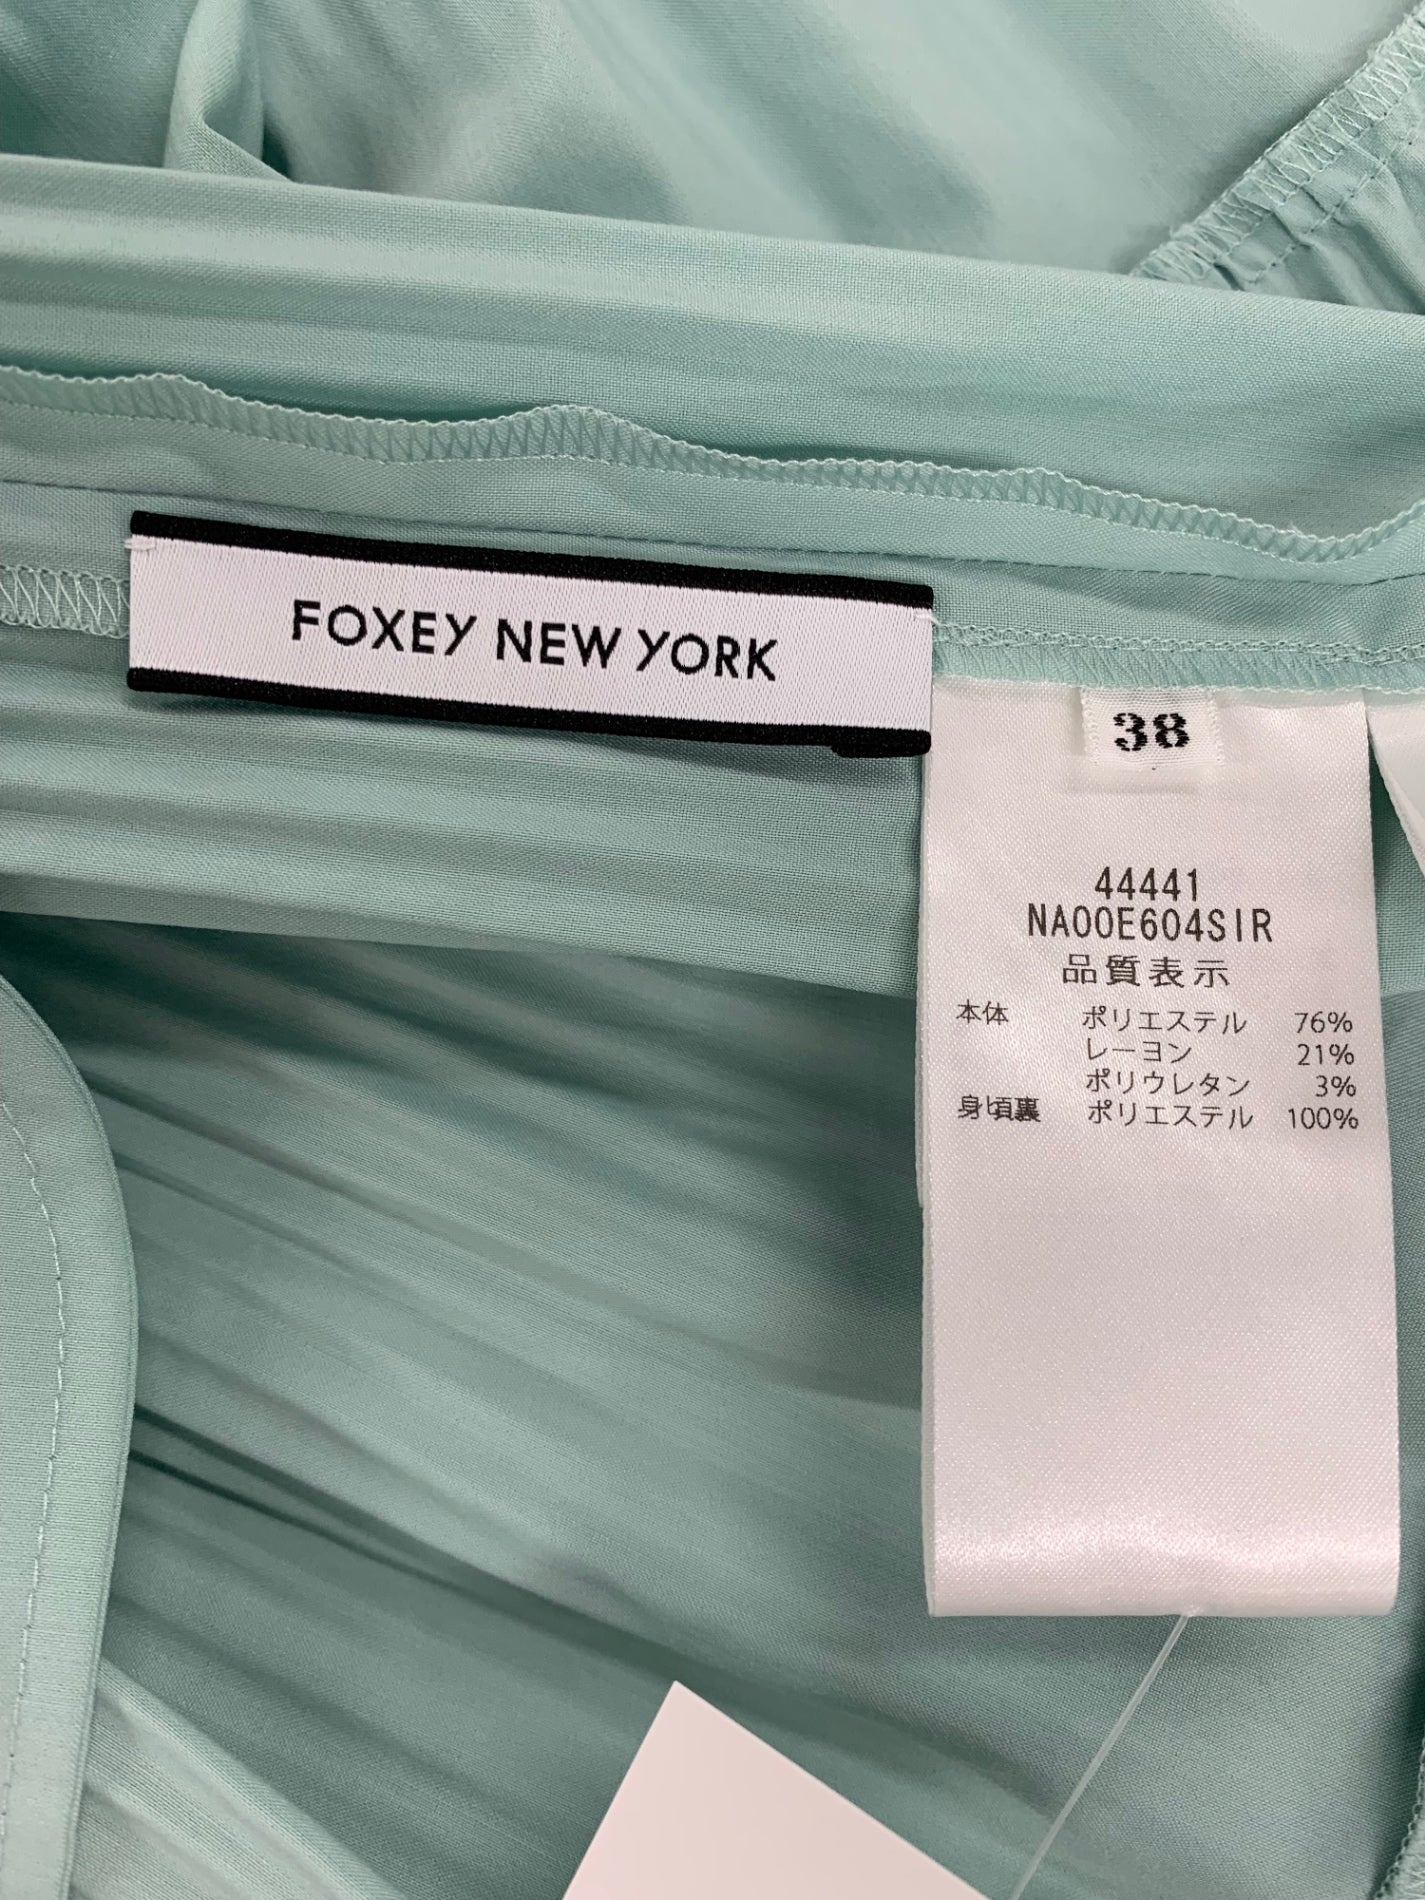 FOXEY NEW YORK
38
44441
NA00E604SIR
品質表示
本体 ポリエステル 76%
レーヨン 21%
ポリウレタン 3%
身頃裏 ポリエステル 100%